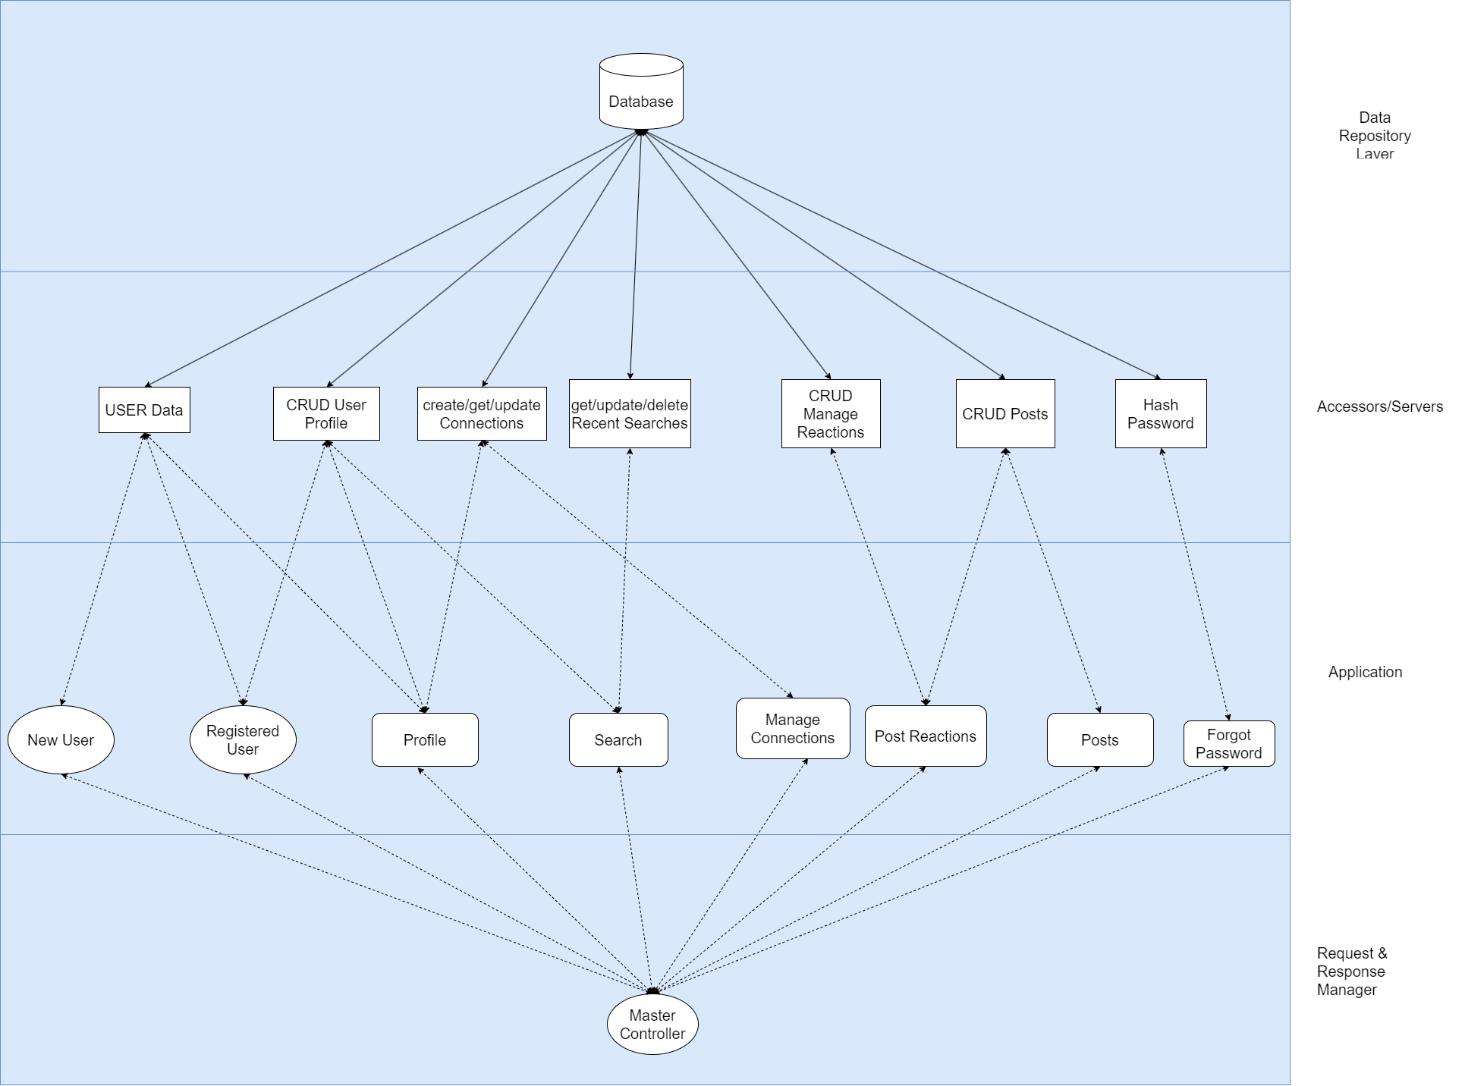 Database
Data
Repository
Layer
USER Data
CRUD User
Profile
create/get/update
Connections
get/update/delete
Recent Searches
CRUD
Manage
Reactions
CRUD Posts
Hash
Password
Accessors/Servers
New User
Registered
User
Profile
Search
Manage
Connections
Post Reactions
Posts
Forgot
Password
Application
Master
Controller
Request &
Response
Manager